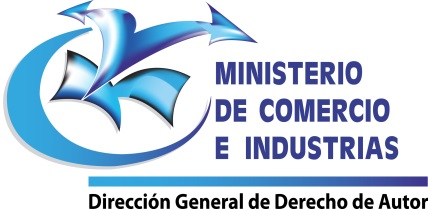 MINISTERIO
DE COMERCIO
E INDUSTRIAS
Dirección General de Derecho de Autor